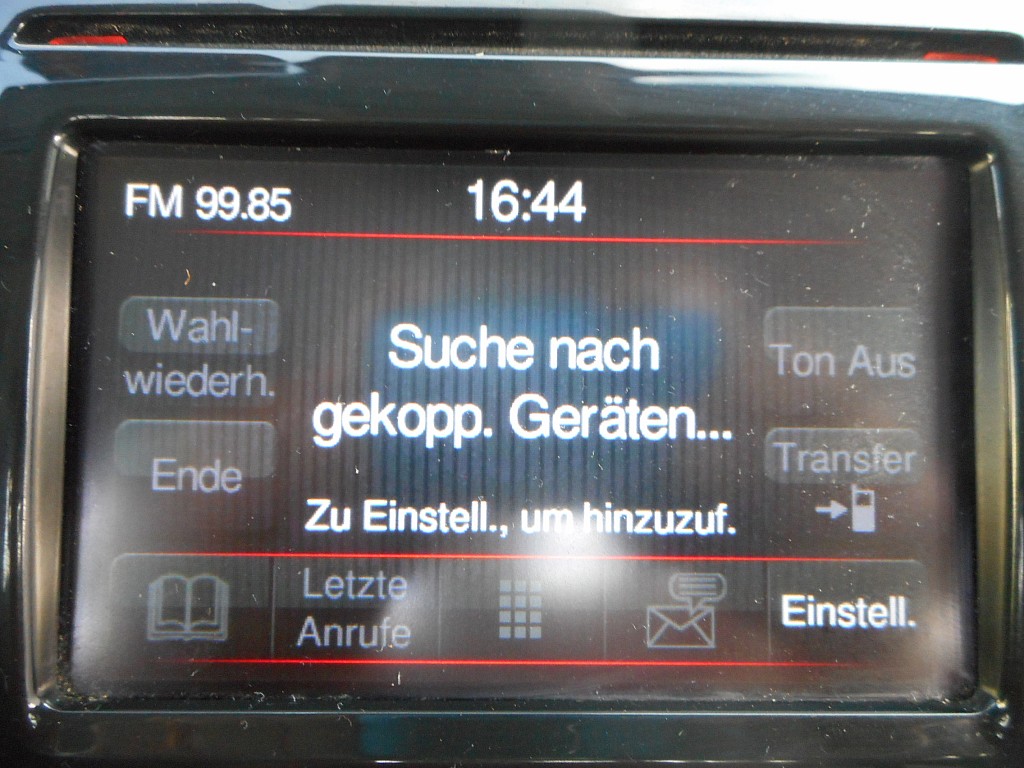 FM 99.85
16:44
Wahl-
wiederh.
Suche nach
gekopp. Geräten...
Ton Aus
Ende
Transfer
Zu Einstell., um hinzuzuf.
Letzte
Anrufe
Einstell.